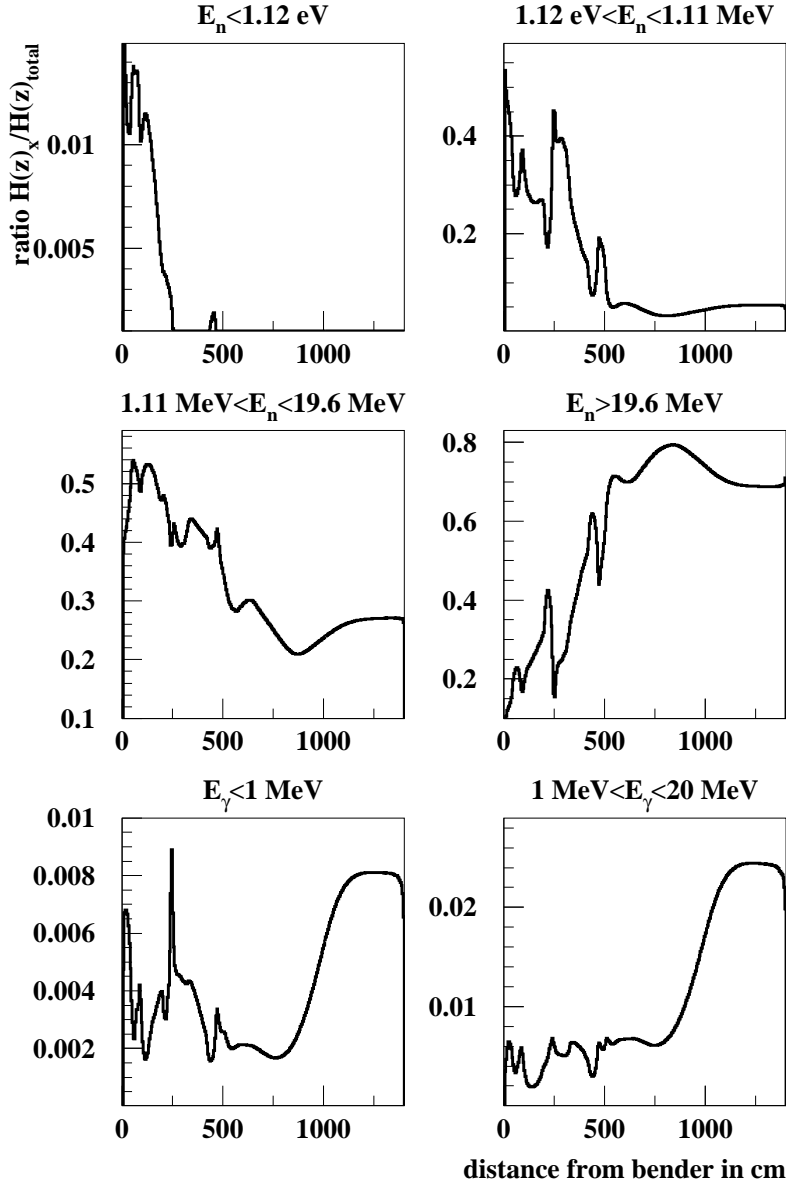 E_n<1.12 eV
1.12 eV<E_n<1.11 MeV
ratio H(z)_x/H(z)_total
0.01
0.005
0 500 1000
0.4
0.2
0 500 1000
1.11 MeV<E_n<19.6 MeV
E_n>19.6 MeV
0.5
0.4
0.3
0.2
0.1
0 500 1000
0.8
0.6
0.4
0.2
0 500 1000
E_γ<1 MeV
1 MeV<E_γ<20 MeV
0.01
0.008
0.006
0.004
0.002
0 500 1000
0.02
0.01
0 500 1000
distance from bender in cm